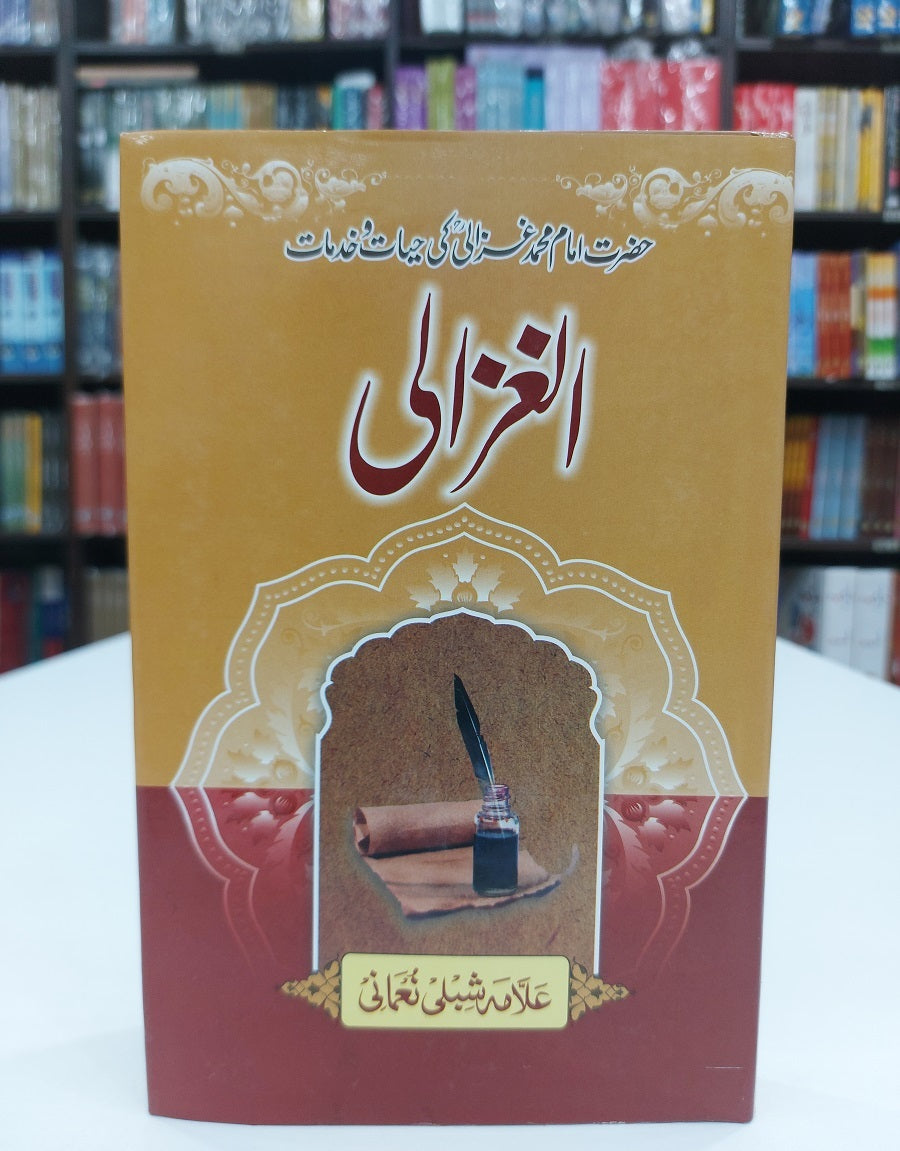 حضرت امام محمد غزالیؒ کی حیات و خدمات
الغزالی
علامہ شبلی نعمانی